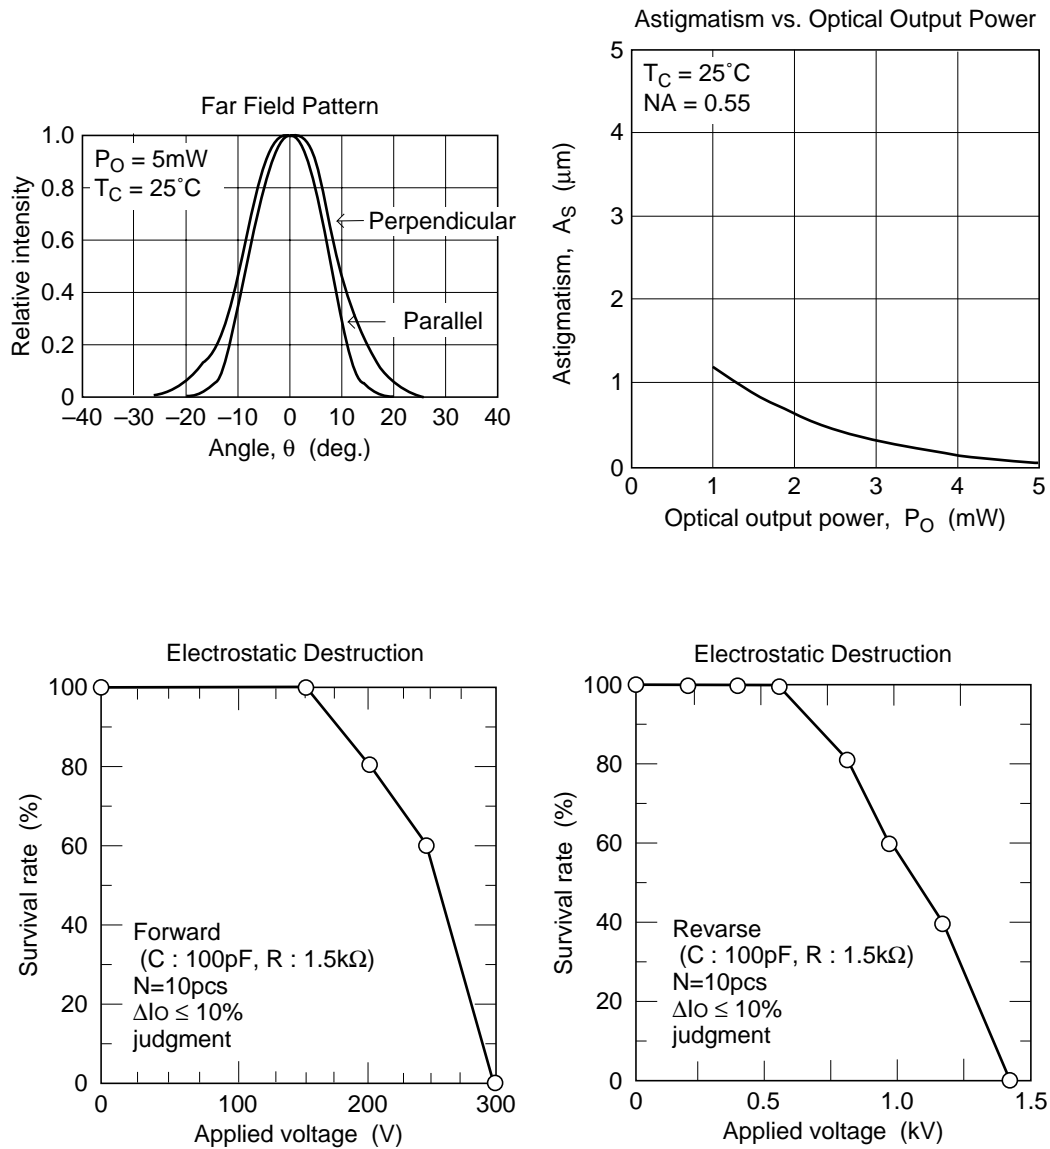 Far Field Pattern
Relative intensity
1.0
0.8
0.6
0.4
0.2
0
P_O = 5mW
T_C = 25˚C
Perpendicular
Parallel
–40 –30 –20 –10 0 10 20 30 40
Angle, θ (deg.)
Astigmatism vs. Optical Output Power
Astigmatism, A_S (μm)
5
4
3
2
1
0
T_C = 25˚C
NA = 0.55
0 1 2 3 4 5
Optical output power, P_O (mW)
Electrostatic Destruction
Survival rate (%)
100
80
60
40
20
0
Forward
(C : 100pF, R : 1.5kΩ)
N=10pcs
ΔIO ≤ 10%
judgment
0 100 200 300
Applied voltage (V)
Electrostatic Destruction
Survival rate (%)
100
80
60
40
20
0
Revarse
(C : 100pF, R : 1.5kΩ)
N=10pcs
ΔIO ≤ 10%
judgment
0 0.5 1.0 1.5
Applied voltage (kV)